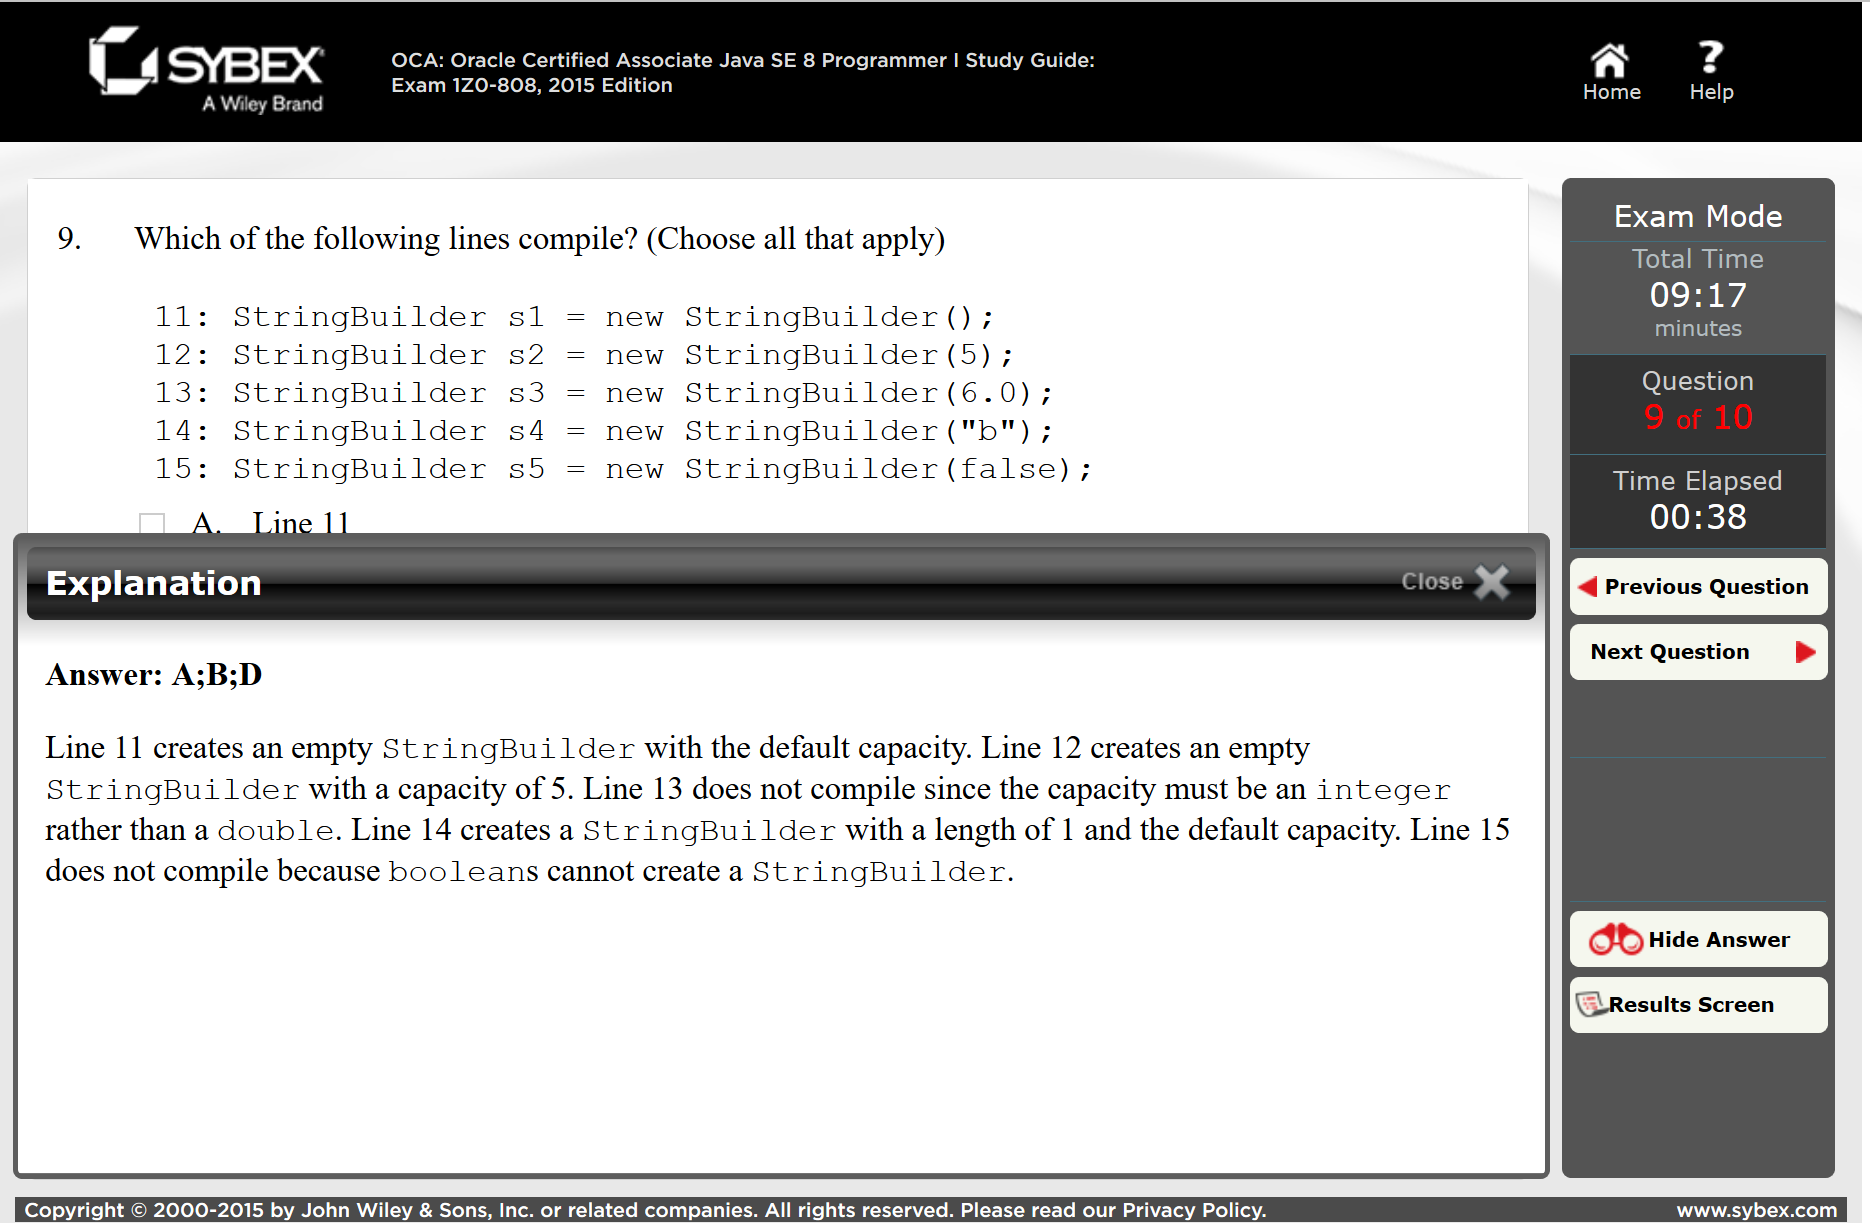 SYBEX
A Wiley Brand
OCA: Oracle Certified Associate Java SE 8 Programmer I Study Guide:
Exam 1Z0-808, 2015 Edition
Home
Help
9. Which of the following lines compile? (Choose all that apply)
11: StringBuilder s1 = new StringBuilder();
12: StringBuilder s2 = new StringBuilder(5);
13: StringBuilder s3 = new StringBuilder(6.0);
14: StringBuilder s4 = new StringBuilder("b");
15: StringBuilder s5 = new StringBuilder(false);
A. Line 11
Explanation
Close
Answer: A;B;D
Line 11 creates an empty StringBuilder with the default capacity. Line 12 creates an empty
StringBuilder with a capacity of 5. Line 13 does not compile since the capacity must be an integer
rather than a double. Line 14 creates a StringBuilder with a length of 1 and the default capacity. Line 15
does not compile because booleans cannot create a StringBuilder.
Exam Mode
Total Time
09:17
minutes
Question
9 of 10
Time Elapsed
00:38
Previous Question
Next Question
Hide Answer
Results Screen
Copyright © 2000-2015 by John Wiley & Sons, Inc. or related companies. All rights reserved. Please read our Privacy Policy.
www.sybex.com